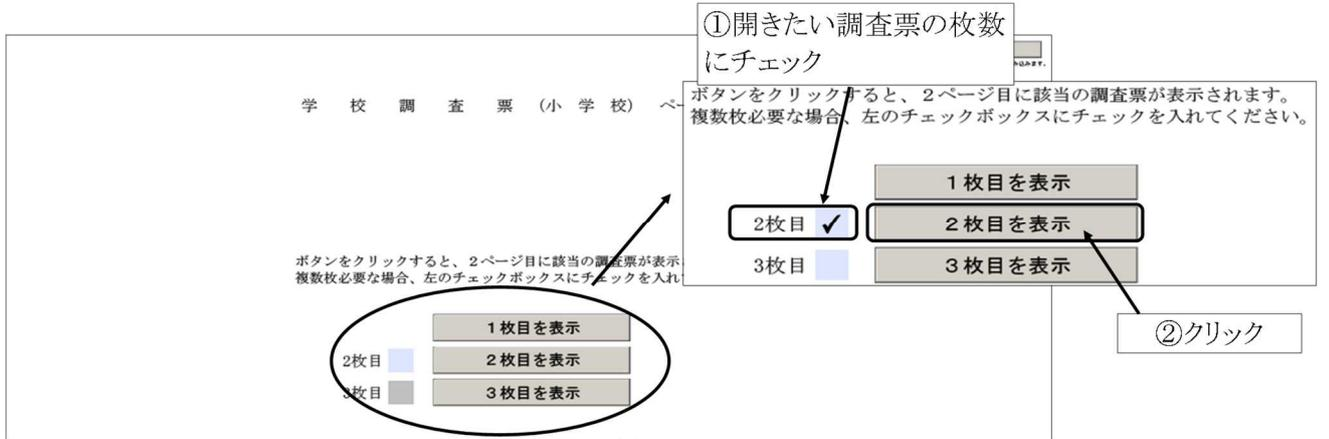 ①開きたい調査票の枚数
にチェック
学 校 調 査 票 (小 学 校) ペー
ボタンをクリックすると、2ページ目に該当の調査票が表示されます。
複数枚必要な場合、左のチェックボックスにチェックを入れてください。
1枚目を表示
2枚目 ✓ 2枚目を表示
3枚目 3枚目を表示
②クリック
ボタンをクリックすると、2ページ目に該当の調査票が表示
複数枚必要な場合、左のチェックボックスにチェックを入れ
1枚目を表示
2枚目 2枚目を表示
3枚目 3枚目を表示